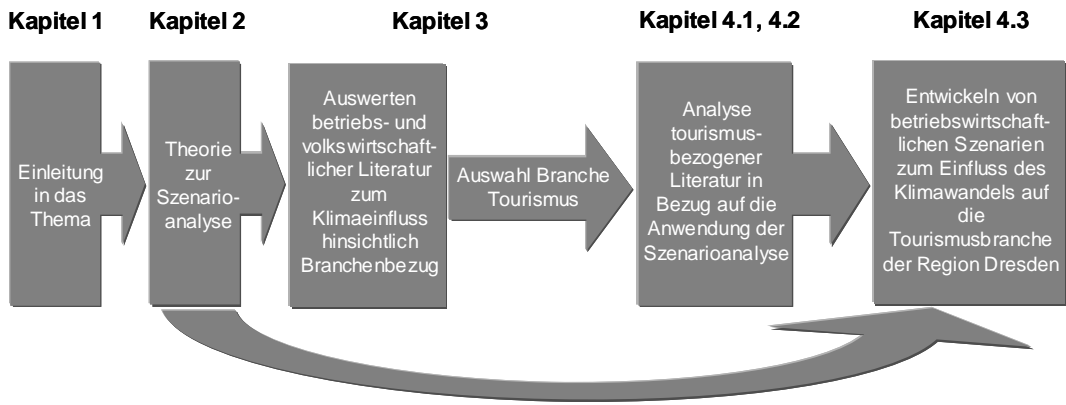 Kapitel 1
Kapitel 2
Kapitel 3
Kapitel 4.1, 4.2
Kapitel 4.3
Einleitung
in das
Thema
Theorie
zur
Szenario-
analyse
Auswerten
betriebs- und
volkswirtschaft-
licher Literatur
zum
Klimaeinfluss
hinsichtlich
Branchenbezug
Auswahl Branche
Tourismus
Analyse
tourismus-
bezogener
Literatur in
Bezug auf die
Anwendung der
Szenarioanalyse
Entwickeln von
betriebswirtschaft-
lichen Szenarien
zum Einfluss des
Klimawandels auf
die
Tourismusbranche
der Region Dresden